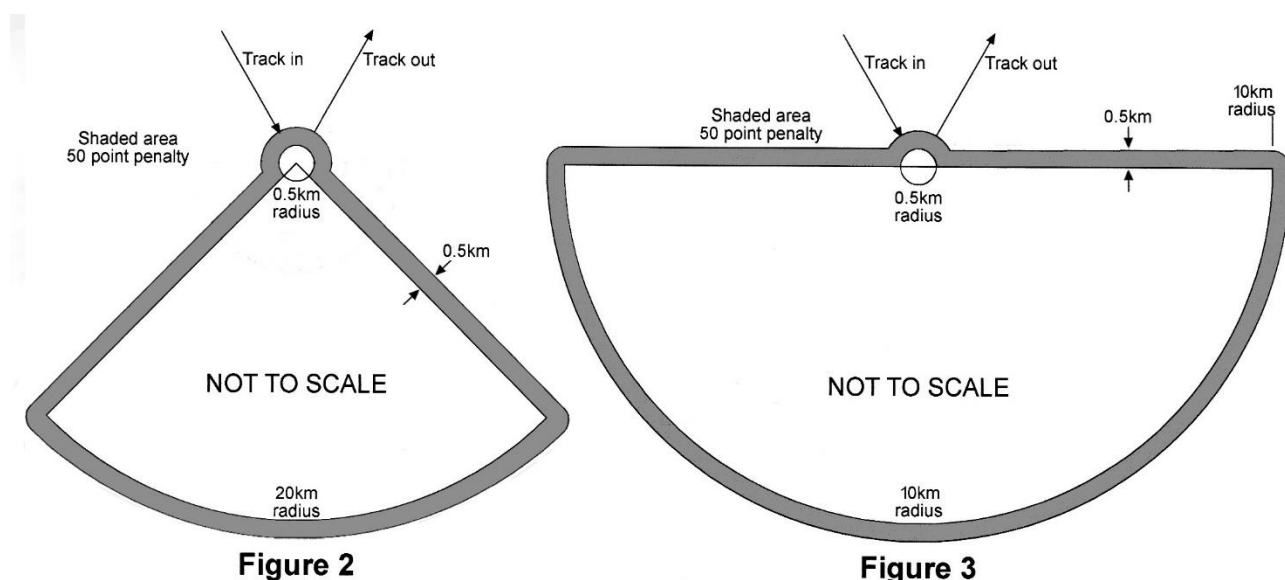 Track in
Track out
Shaded area
50 point penalty
0.5km
radius
0.5km
NOT TO SCALE
20km
radius
Figure 2
Track in
Track out
10km
radius
Shaded area
50 point penalty
0.5km
0.5km
radius
NOT TO SCALE
10km
radius
Figure 3